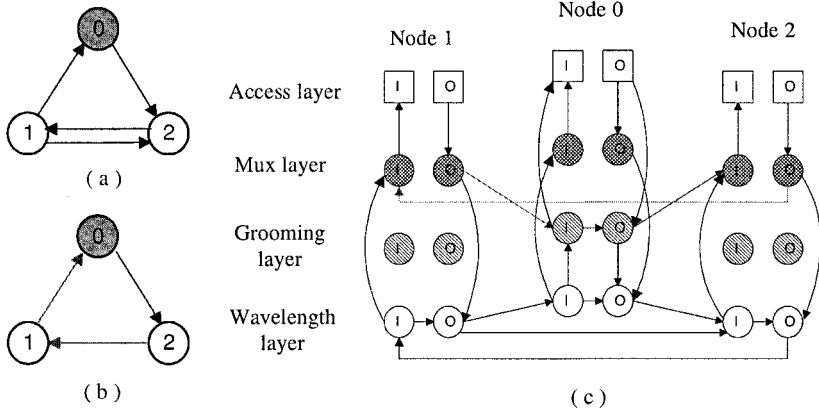 0
1
2
( a )
0
1
2
( b )
Node 1
Node 0
Node 2
Access layer
I O
I O
I O
Mux layer
I O
I O
I O
Grooming
layer
I O
I O
I O
Wavelength
layer
I O
I O
I O
( c )